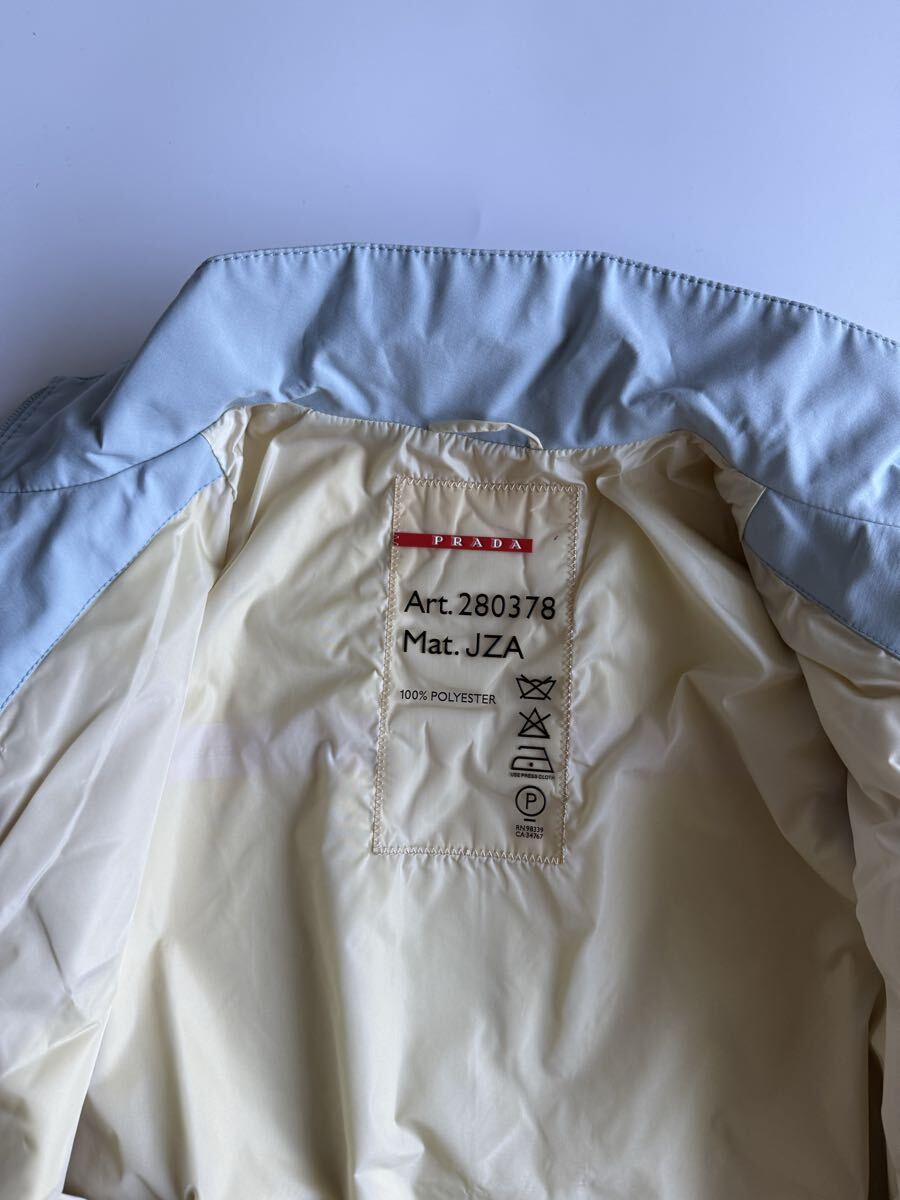 PRADA
Art. 280378
Mat. JZA
100% POLYESTER
USE PRESS CLOTH
P
RN 98339
CA 34767